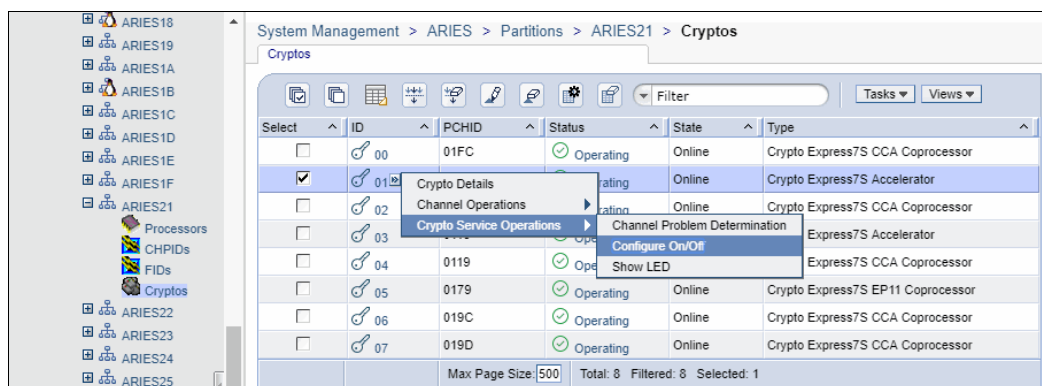 ARIES18
ARIES19
ARIES1A
ARIES1B
ARIES1C
ARIES1D
ARIES1E
ARIES1F
ARIES21
Processors
CHPIDs
FIDs
Cryptos
ARIES22
ARIES23
ARIES24
ARIES25
System Management > ARIES > Partitions > ARIES21 > Cryptos
Cryptos
Filter Tasks Views
Select ID PCHID Status State Type
00 01FC Operating Online Crypto Express7S CCA Coprocessor
01 rating Online Crypto Express7S Accelerator
02 rating Online Crypto Express7S CCA Coprocessor
03 Ope Express7S Accelerator
04 0119 Ope Express7S CCA Coprocessor
05 0179 Operating Online Crypto Express7S EP11 Coprocessor
06 019C Operating Online Crypto Express7S CCA Coprocessor
07 019D Operating Online Crypto Express7S CCA Coprocessor
Crypto Details
Channel Operations
Crypto Service Operations
Channel Problem Determination
Configure On/Off
Show LED
Max Page Size: 500 Total: 8 Filtered: 8 Selected: 1